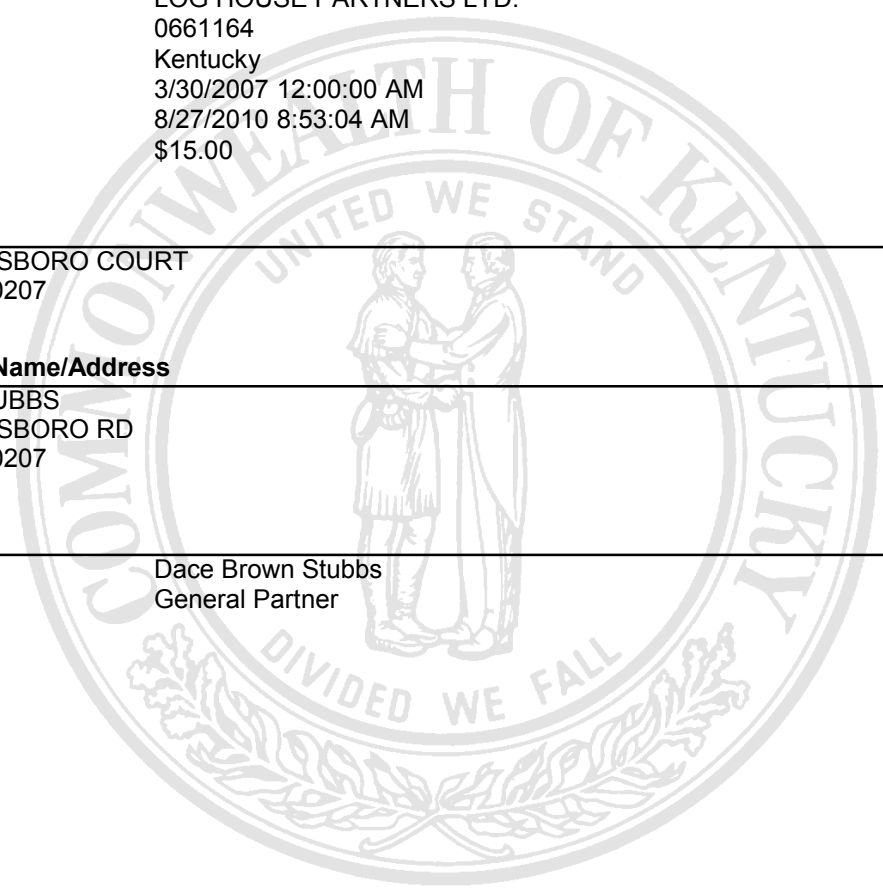 LOG HOUSE PARTNERS LTD.
0661164
Kentucky
3/30/2007 12:00:00 AM
8/27/2010 8:53:04 AM
$15.00
SBORO COURT
0207
Name/Address
UBBS
SBORO RD
0207
Dace Brown Stubbs
General Partner
COMMONWEALTH OF KENTUCKY
UNITED WE STAND
DIVIDED WE FALL